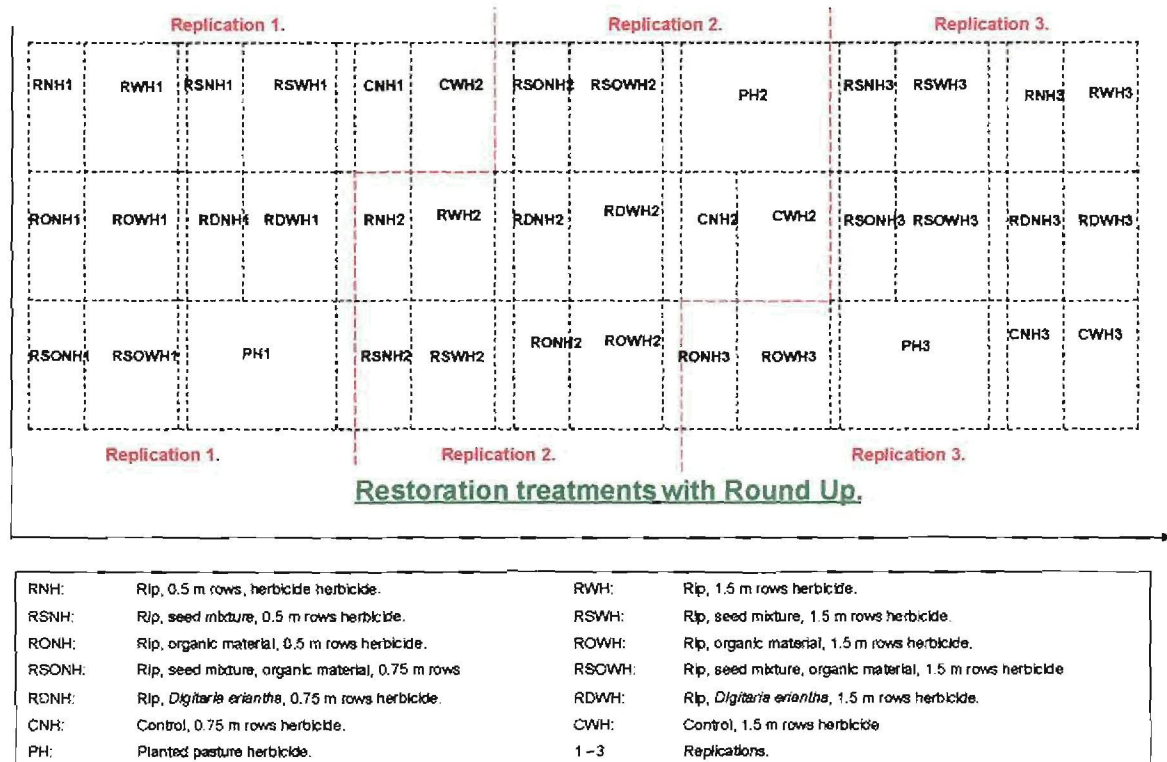 Replication 1. Replication 2. Replication 3.
RNH1 RWH1 RSNH1 RSWH1 CNH1 CWH2 RSONH2 RSOWH2 PH2 RSNH3 RSWH3 RNH3 RWH3
RONH1 ROWH1 RDNH1 RDWH1 RNH2 RWH2 RDNH2 RDWH2 CNH2 CWH2 RSONH3 RSOWH3 RDNH3 RDWH3
RSONH1 RSOWH1 PH1 RSNH2 RSWH2 RONH2 ROWH2 RONH3 ROWH3 PH3 CNH3 CWH3
Replication 1. Replication 2. Replication 3.
Restoration treatments with Round Up.
RNH: Rip, 0.5 m rows, herbicide herbicide. RWH: Rip, 1.5 m rows herbicide.
RSNH: Rip, seed mixture, 0.5 m rows herbicide. RSWH: Rip, seed mixture, 1.5 m rows herbicide.
RONH: Rip, organic material, 0.5 m rows herbicide. ROWH: Rip, organic material, 1.5 m rows herbicide.
RSONH: Rip, seed mixture, organic material, 0.75 m rows RSOWH: Rip, seed mixture, organic material, 1.5 m rows herbicide
RDNH: Rip, Digitaria eriantha, 0.75 m rows herbicide. RDWH: Rip, Digitaria eriantha, 1.5 m rows herbicide.
CNH: Control, 0.75 m rows herbicide. CWH: Control, 1.5 m rows herbicide
PH: Planted pasture herbicide. 1-3 Replications.